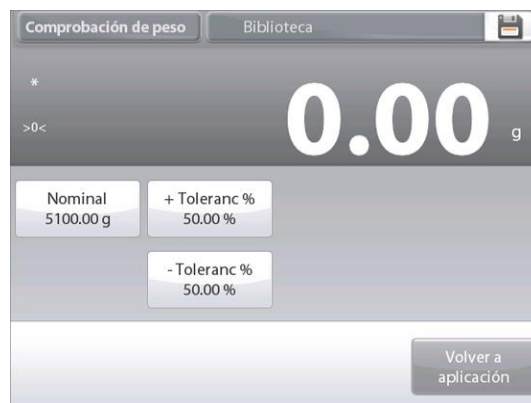 Comprobación de peso
Biblioteca
*
>0<
0.00 g
Nominal
5100.00 g
+ Toleranc %
50.00 %
- Toleranc %
50.00 %
Volver a
aplicación